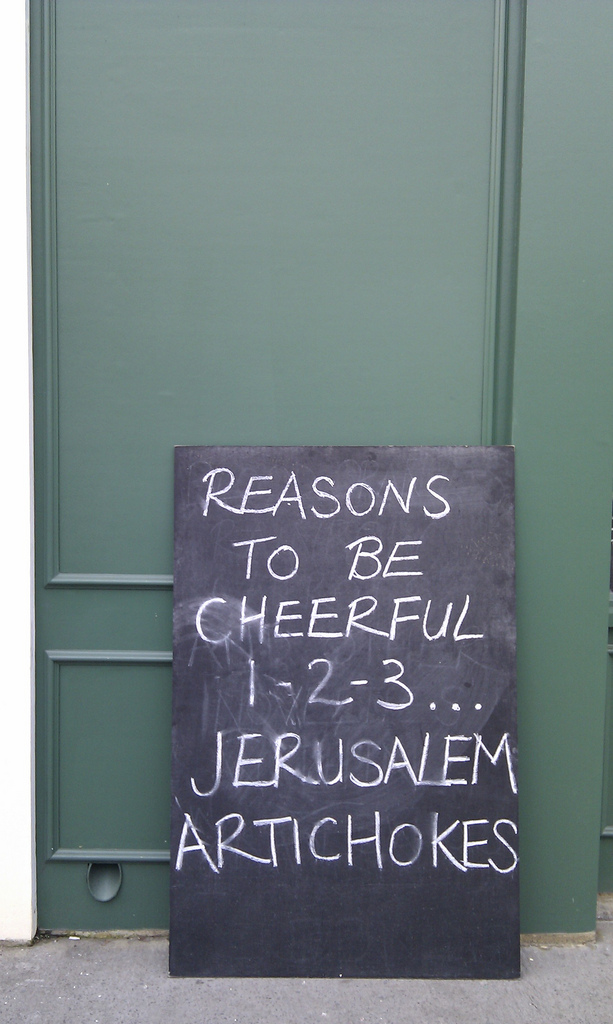 REASONS
TO BE
CHEERFUL
1-2-3...
JERUSALEM
ARTICHOKES